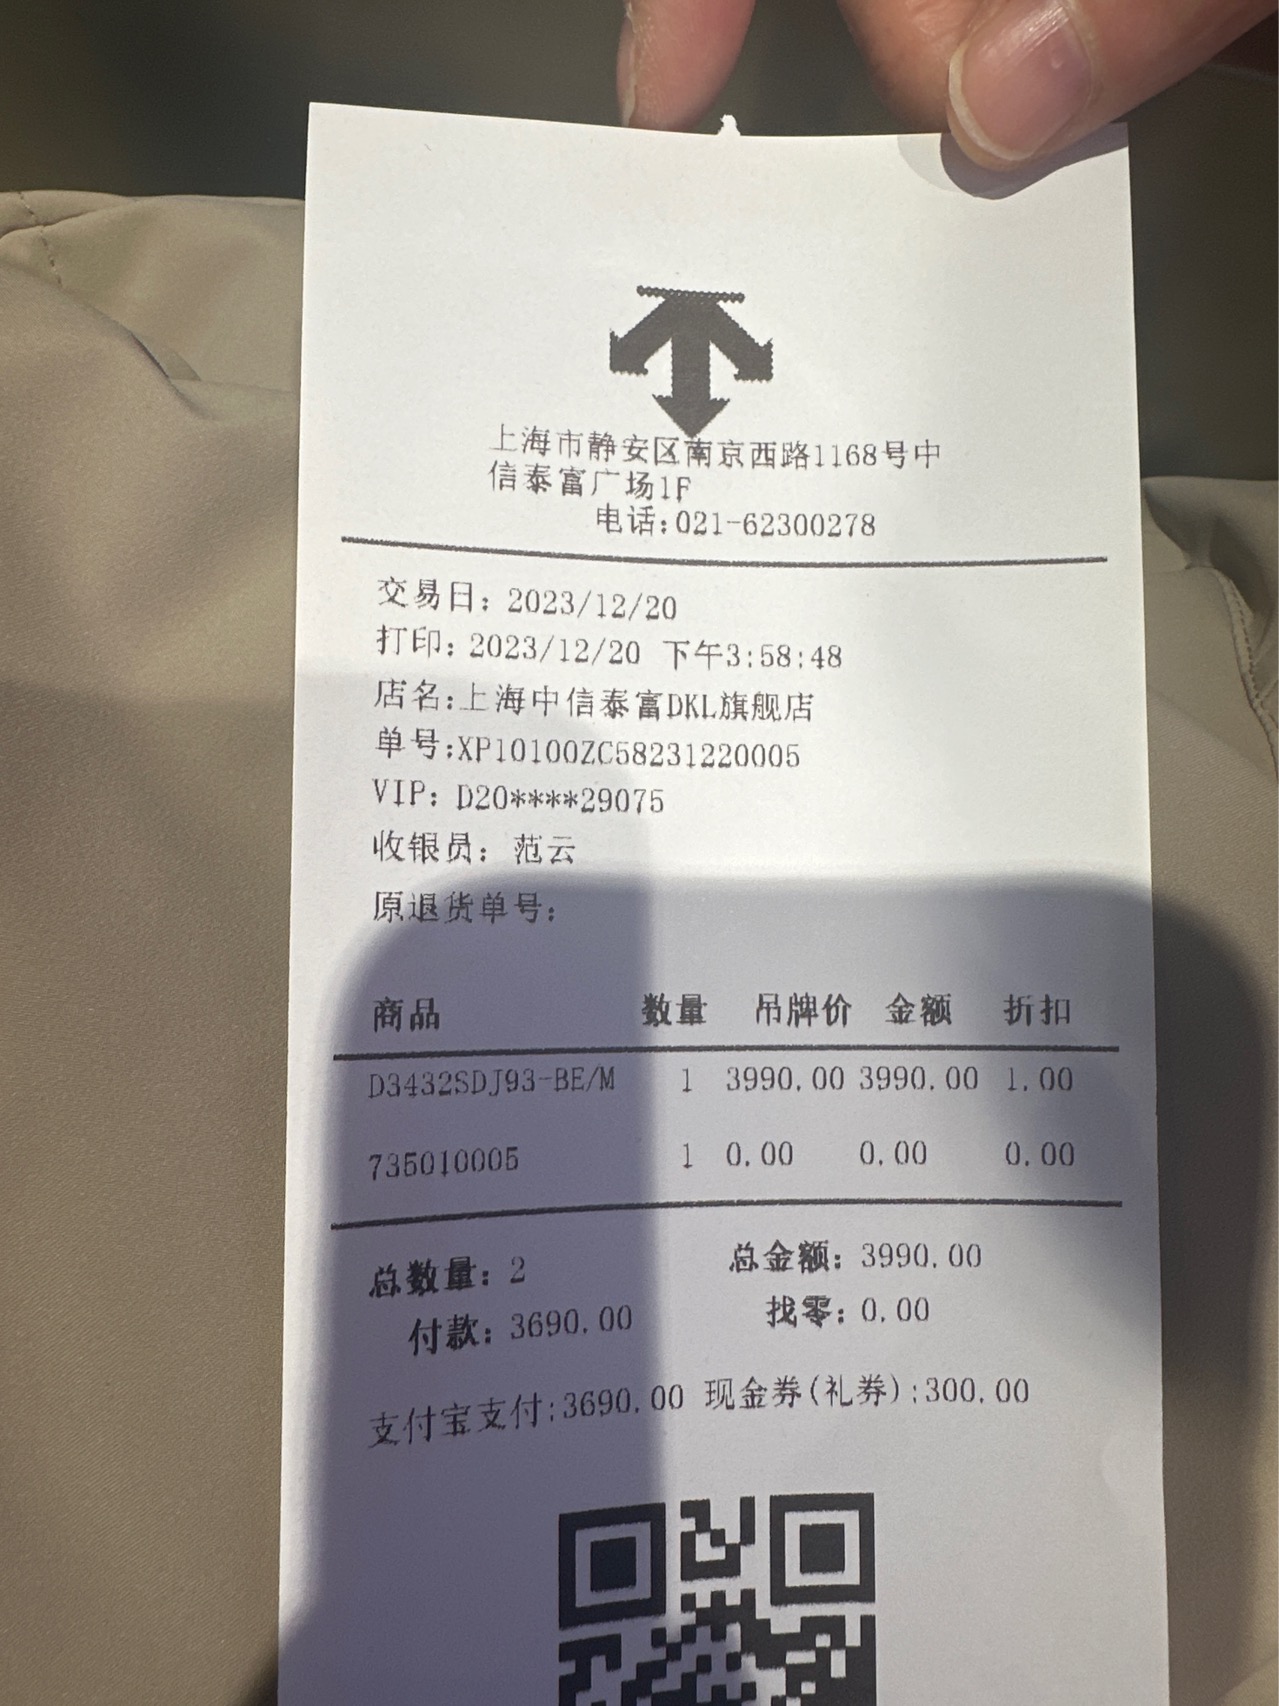 上海市静安区南京西路1168号中
信泰富广场1F
电话:021-62300278
交易日: 2023/12/20
打印: 2023/12/20 下午3:58:48
店名:上海中信泰富DKL旗舰店
单号:XP10100ZC58231220005
VIP: D20****29075
收银员: 范云
原退货单号:
商品 数量 吊牌价 金额 折扣
D3432SDJ93-BE/M 1 3990.00 3990.00 1.00
735010005 1 0.00 0.00 0.00
总数量: 2 总金额: 3990.00
付款: 3690.00 找零: 0.00
支付宝支付:3690.00 现金券(礼券):300.00